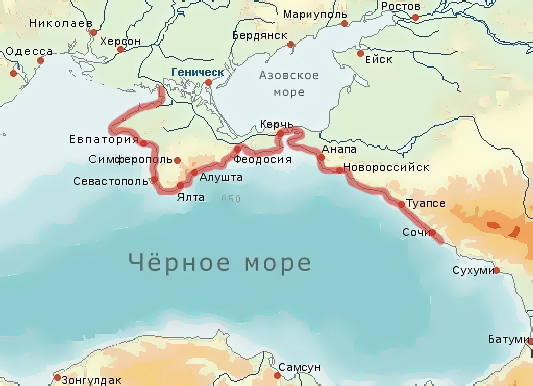 Николаев
Мариуполь
Ростов
Херсон
Одесса
Бердянск
Ейск
Геническ
Азовское
море
Керчь
Евпатория
Анапа
Симферополь
Феодосия
Новороссийск
Севастополь
Алушта
Ялта
Туапсе
Сочи
Чёрное море
Сухуми
Батуми
Самсун
Зонгулдак